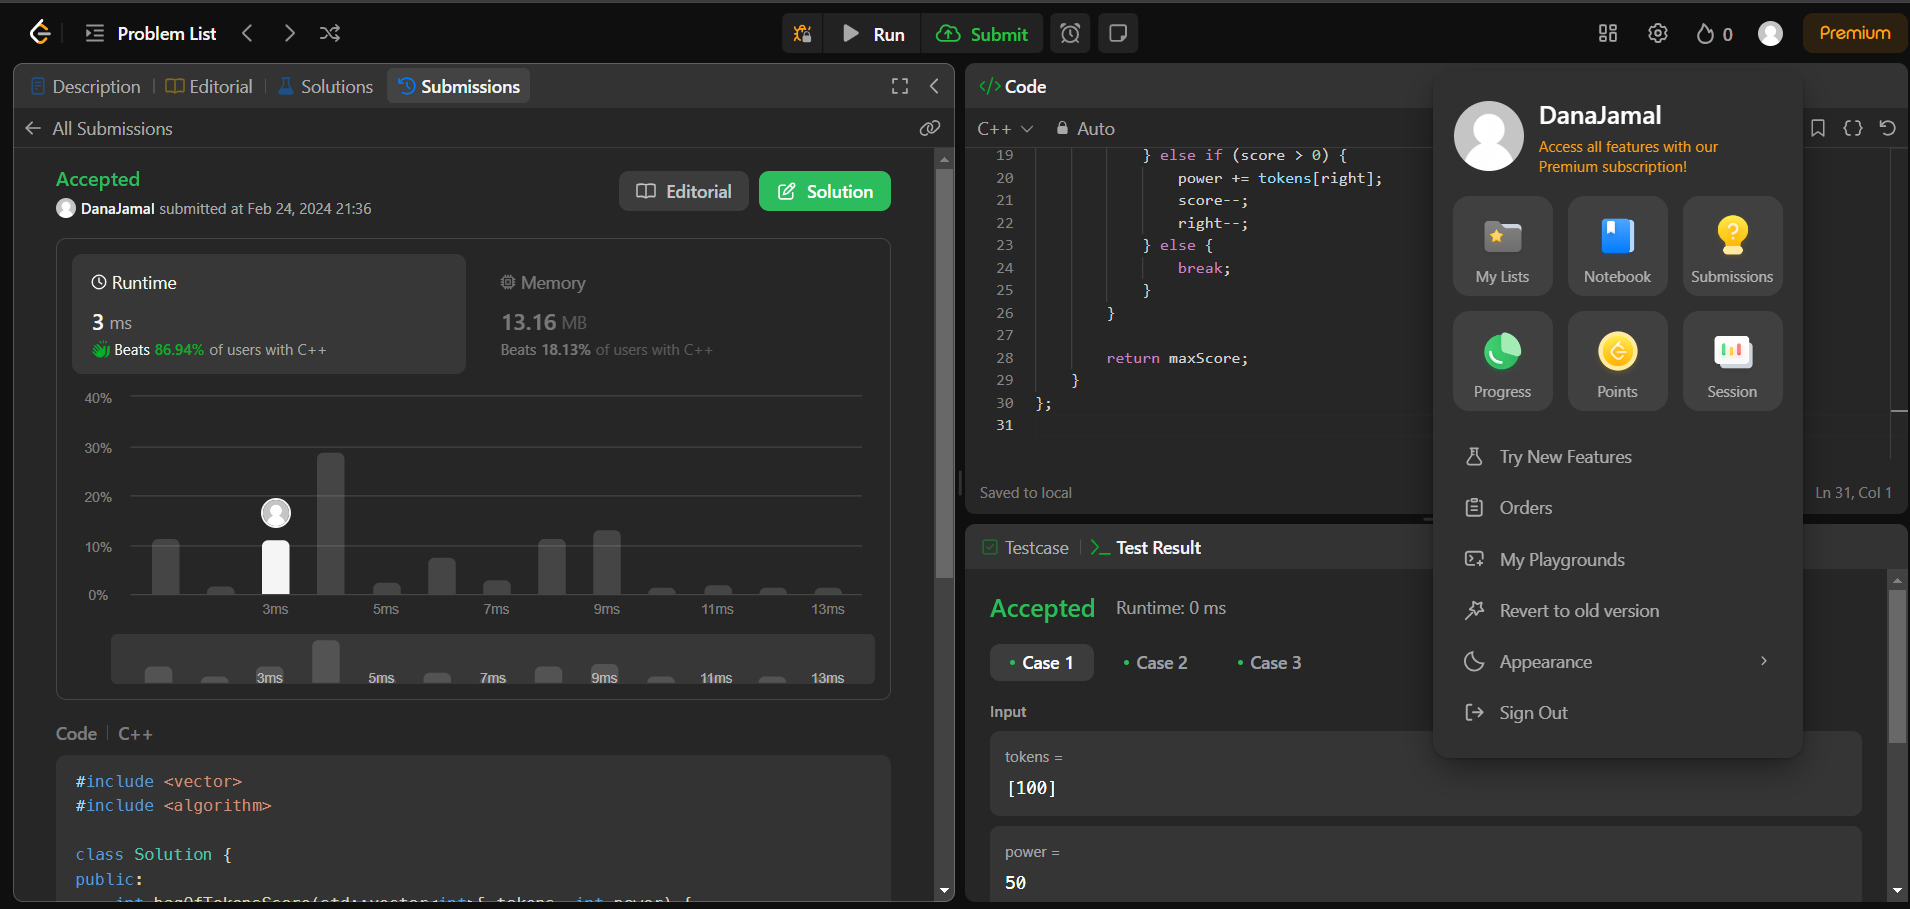 Problem List
Run
Submit
0
Premium
Description
Editorial
Solutions
Submissions
All Submissions
Accepted
DanaJamal submitted at Feb 24, 2024 21:36
Editorial
Solution
Runtime
3 ms
Beats 86.94% of users with C++
Memory
13.16 MB
Beats 18.13% of users with C++
40%
30%
20%
10%
0%
3ms 5ms 7ms 9ms 11ms 13ms
3ms 5ms 7ms 9ms 11ms 13ms
Code C++
#include <vector>
#include <algorithm>
class Solution {
public:
int bagOfTokensScore(std::vector<int>& tokens, int power) {
</> Code
C++ Auto
19 } else if (score > 0) {
20 power += tokens[right];
21 score--;
22 right--;
23 } else {
24 break;
25 }
26 }
27
28 return maxScore;
29 }
30 };
31
Saved to local
Ln 31, Col 1
Testcase
Test Result
Accepted Runtime: 0 ms
Case 1
Case 2
Case 3
Input
tokens =
[100]
power =
50
DanaJamal
Access all features with our
Premium subscription!
My Lists
Notebook
Submissions
Progress
Points
Session
Try New Features
Orders
My Playgrounds
Revert to old version
Appearance
Sign Out